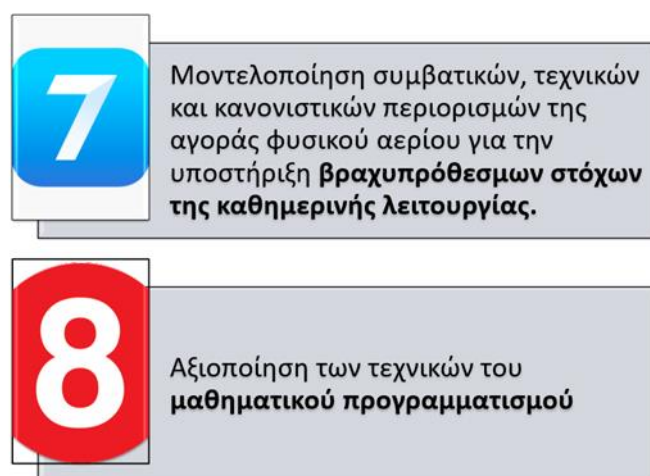 7
Μοντελοποίηση συμβατικών, τεχνικών
και κανονιστικών περιορισμών της
αγοράς φυσικού αερίου για την
υποστήριξη βραχυπρόθεσμων στόχων
της καθημερινής λειτουργίας.
8
Αξιοποίηση των τεχνικών του
μαθηματικού προγραμματισμού